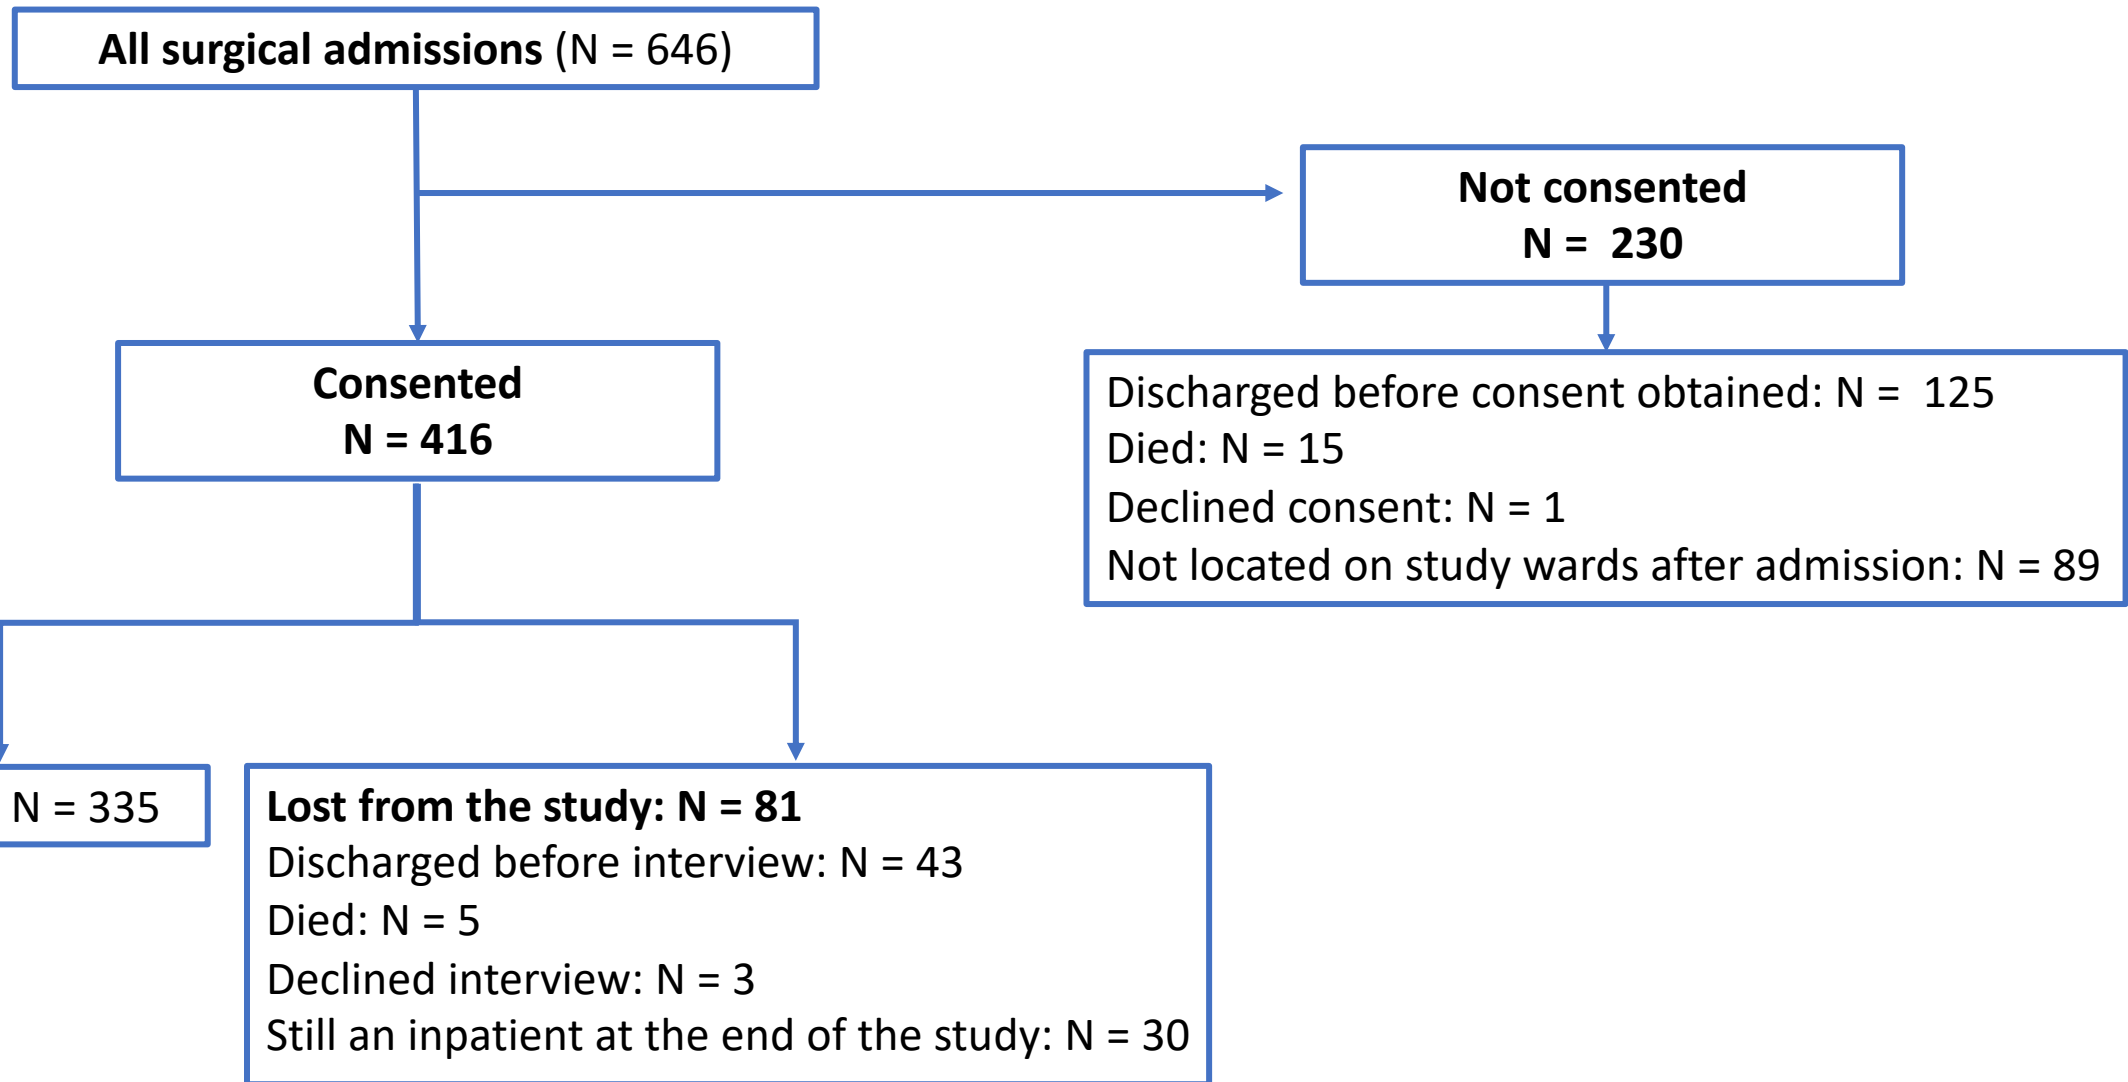 All surgical admissions (N = 646)
Not consented
N = 230
Consented
N = 416
Discharged before consent obtained: N = 125
Died: N = 15
Declined consent: N = 1
Not located on study wards after admission: N = 89
N = 335
Lost from the study: N = 81
Discharged before interview: N = 43
Died: N = 5
Declined interview: N = 3
Still an inpatient at the end of the study: N = 30